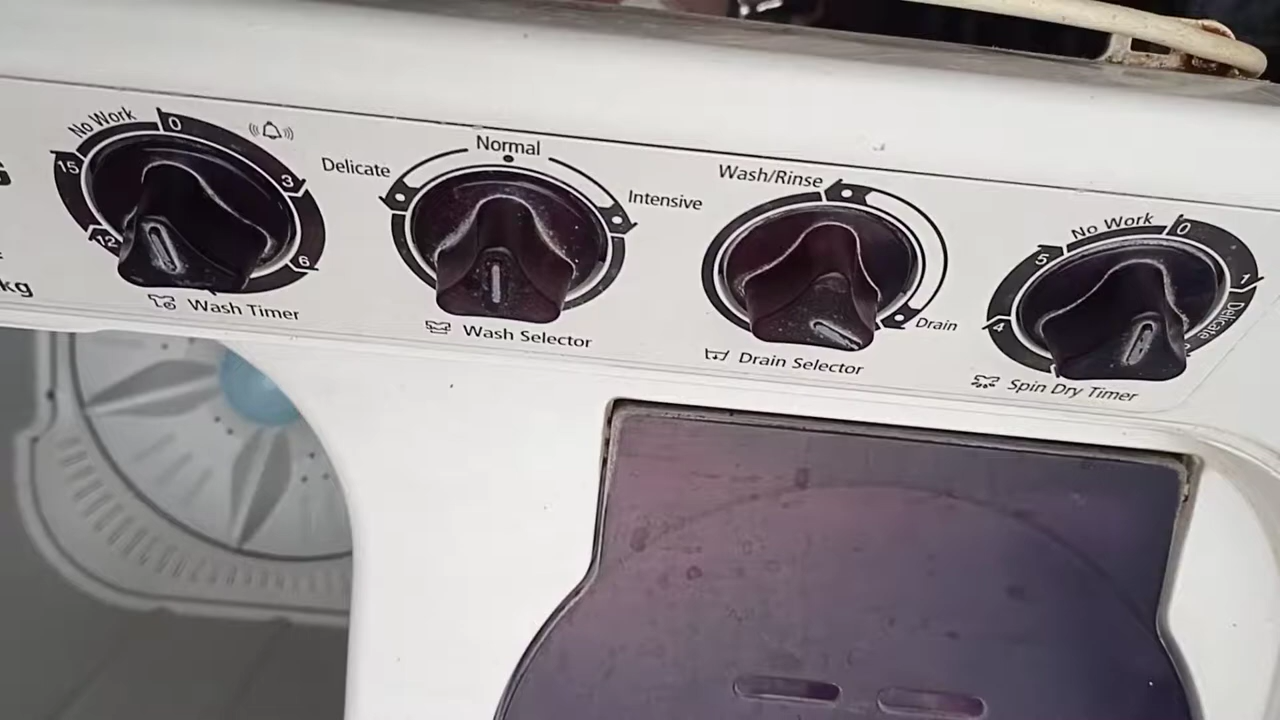 No Work
0
3
6
12
15
Wash Timer
kg
Delicate
Normal
Intensive
Wash Selector
Wash/Rinse
Drain
Drain Selector
No Work
0
1
Delicate
4
5
Spin Dry Timer